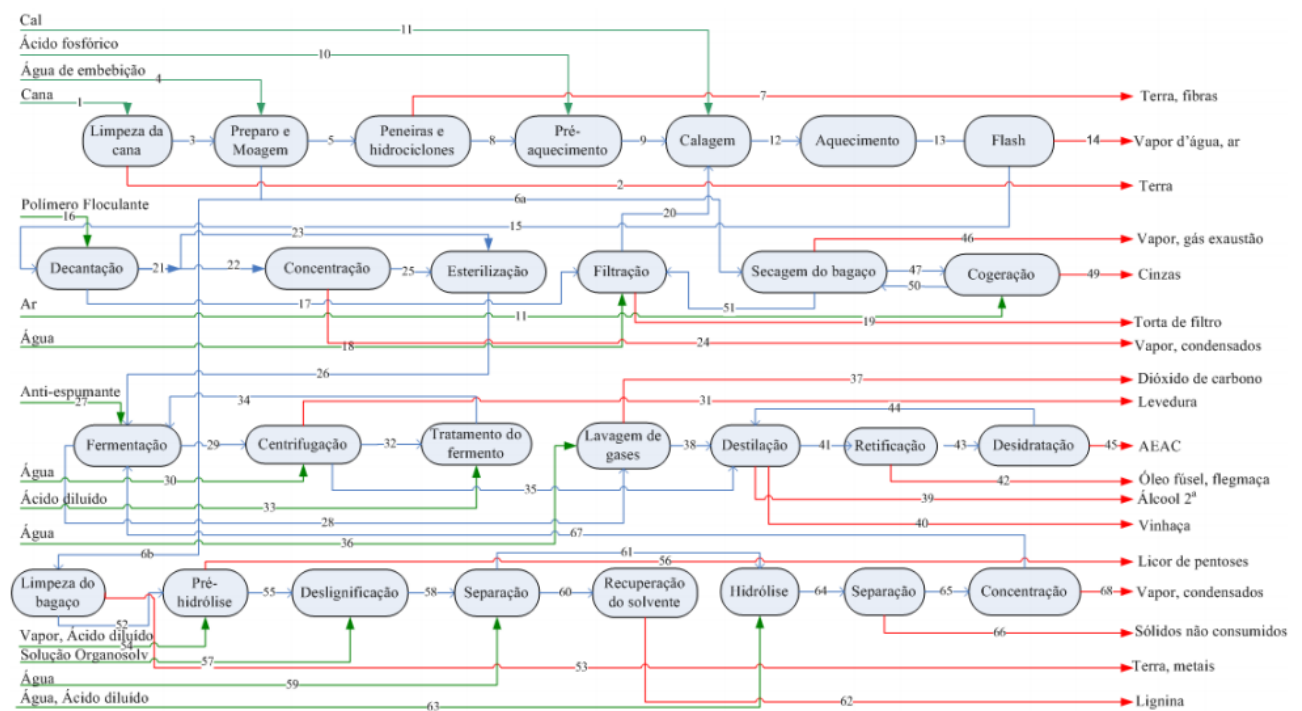 Cal
11
Ácido fosfórico
10
Água de embebição
4
Cana
1
7
Terra, fibras
Limpeza da
cana
3
Preparo e
Moagem
5
Peneiras e
hidrociclones
8
Pré-
aquecimento
9
Calagem
12
Aquecimento
13
Flash
14
Vapor d'água, ar
2
Terra
6a
Polímero Floculante
16
20
15
23
46
Vapor, gás exaustão
Decantação
21
22
Concentração
25
Esterilização
Filtração
Secagem do bagaço
47
50
Cogeração
49
Cinzas
Ar
17
51
11
19
Torta de filtro
Água
18
24
Vapor, condensados
26
37
Dióxido de carbono
Anti-espumante
27
34
31
Levedura
44
Fermentação
29
Centrifugação
32
Tratamento do
fermento
Lavagem de
gases
38
Destilação
41
Retificação
43
Desidratação
45
AEAC
Água
30
35
42
Óleo fúsel, flegmaça
Ácido diluído
33
39
Álcool 2ª
28
40
Vinhaça
Água
36
67
6b
61
56
Licor de pentoses
Limpeza do
bagaço
Pré-
hidrólise
55
Deslignificação
58
Separação
60
Recuperação
do solvente
Hidrólise
64
Separação
65
Concentração
68
Vapor, condensados
52
Vapor, Ácido diluído
54
66
Sólidos não consumidos
Solução Organosolv
57
53
Terra, metais
Água
59
Água, Ácido diluído
63
62
Lignina